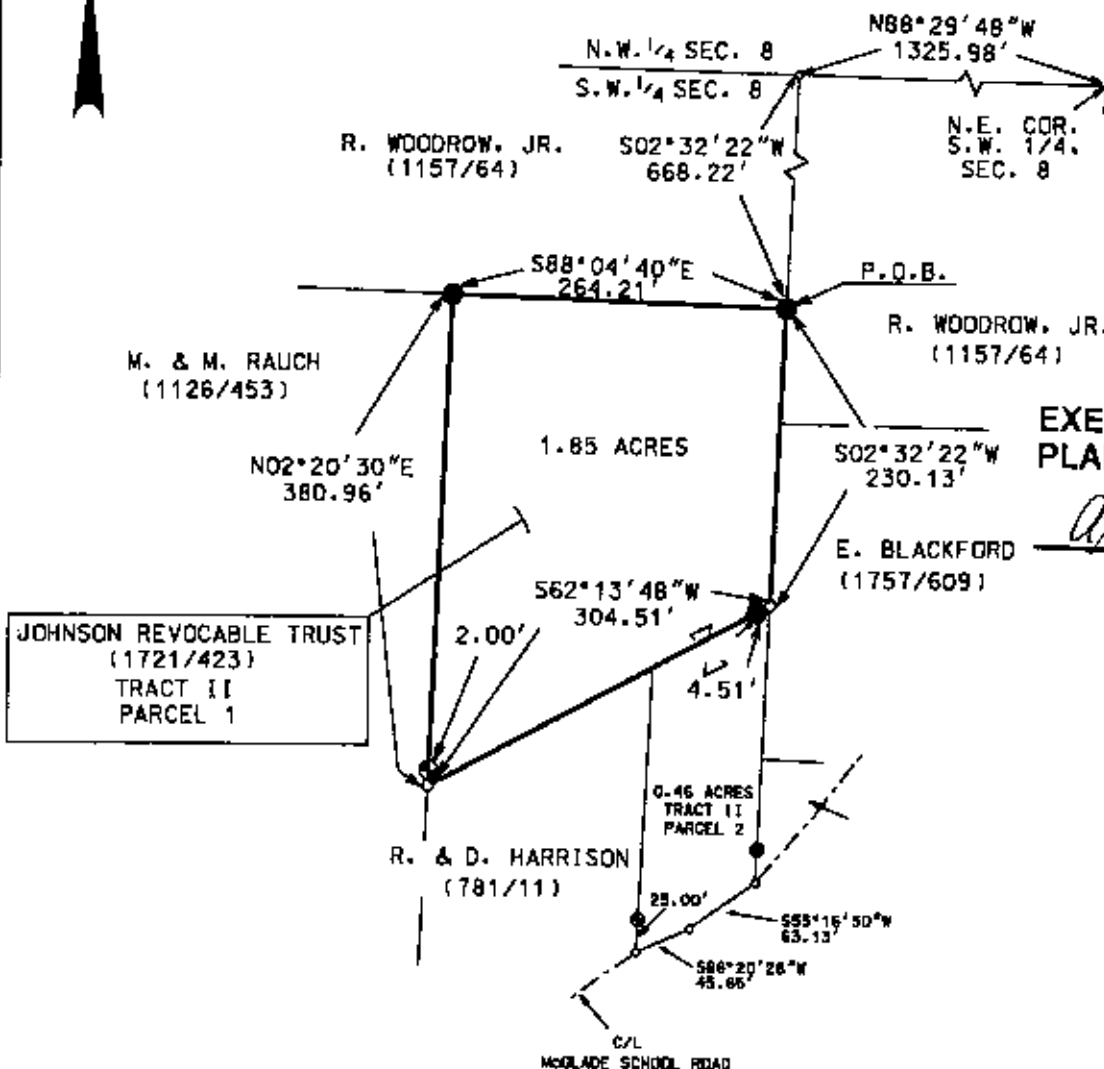 N88°29'48"W
1325.98'
N.W. 1/4 SEC. 8
S.W. 1/4 SEC. 8
N.E. COR.
S.W. 1/4.
SEC. 8
R. WOODROW. JR.
(1157/64)
S02°32'22"W
668.22'
S88°04'40"E
264.21'
P.O.B.
R. WOODROW. JR.
(1157/64)
M. & M. RAUCH
(1126/453)
1.85 ACRES
N02°20'30"E
380.96'
S02°32'22"W
230.13'
E. BLACKFORD
(1757/609)
S62°13'48"W
304.51'
2.00'
4.51'
JOHNSON REVOCABLE TRUST
(1721/423)
TRACT II
PARCEL 1
0.46 ACRES
TRACT II
PARCEL 2
R. & D. HARRISON
(781/11)
25.00'
63.13'
C/L
McGLADE SCHOOL ROAD